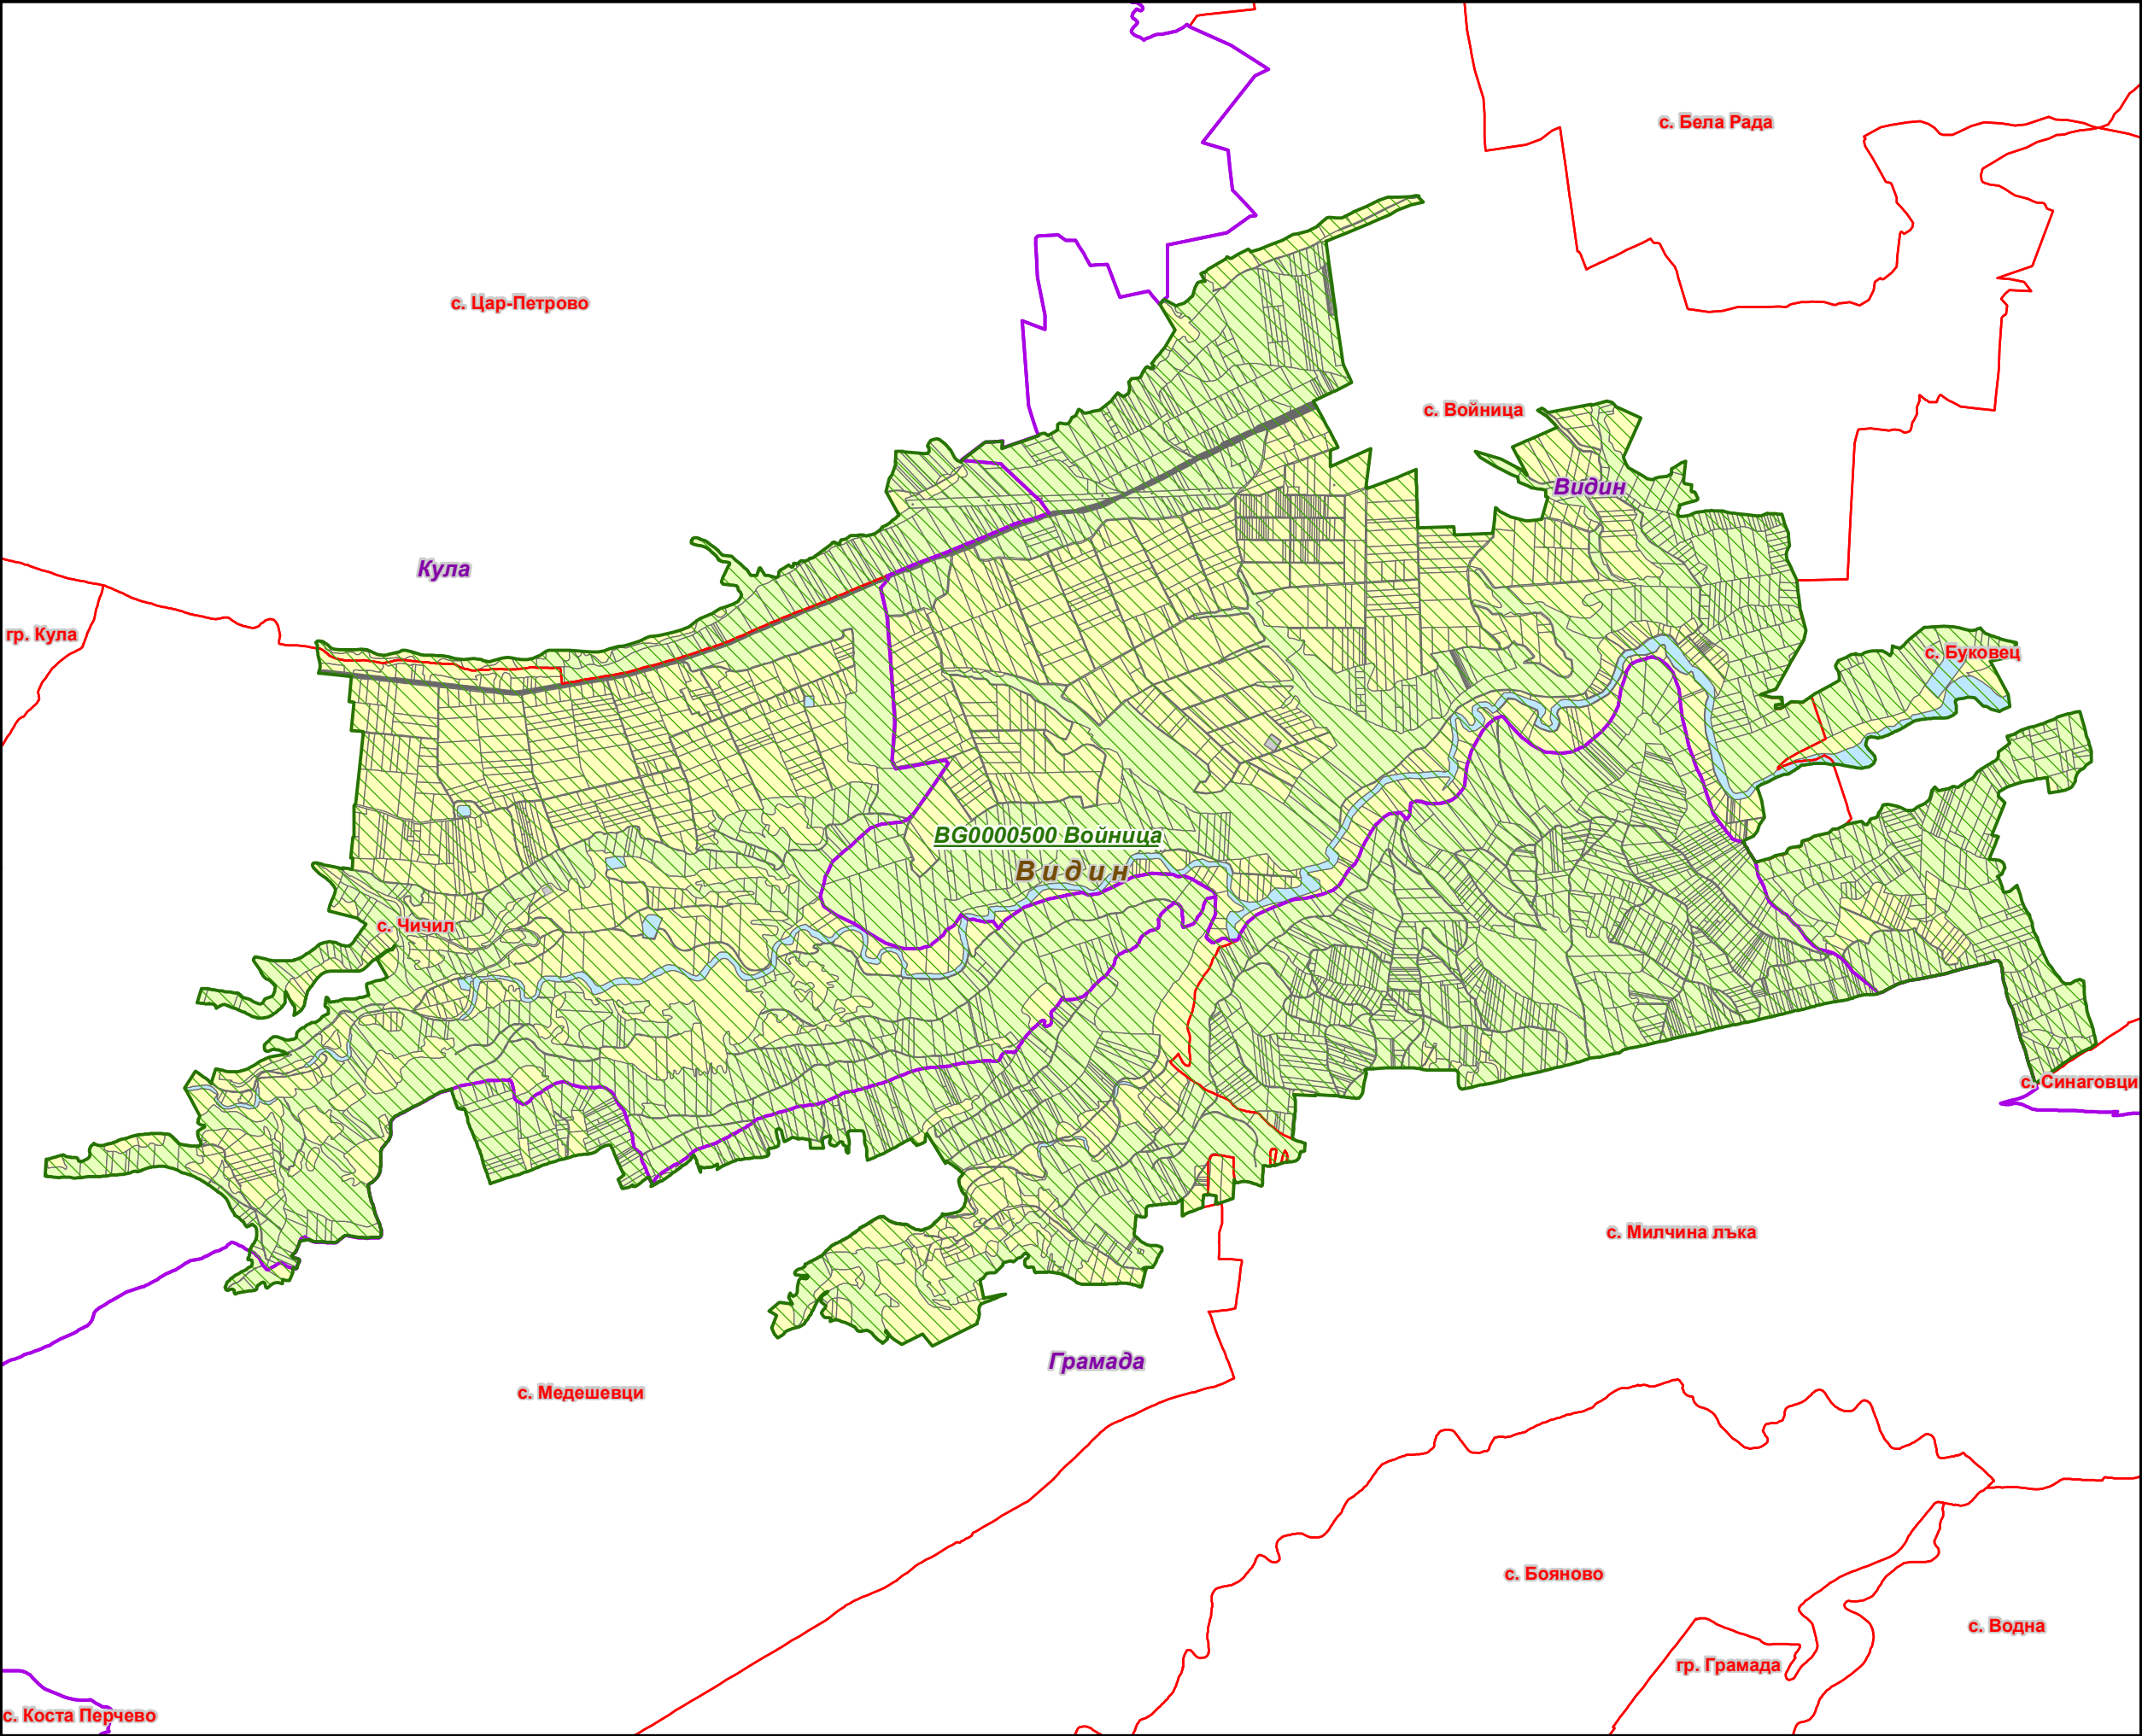 с. Бела Рада
с. Цар-Петрово
с. Войница
Видин
Кула
гр. Кула
с. Буковец
BG0000500 Войница
Видин
с. Чичил
с. Синаговци
с. Милчина лъка
Грамада
с. Медешевци
с. Бояново
с. Водна
гр. Грамада
с. Коста Перчево